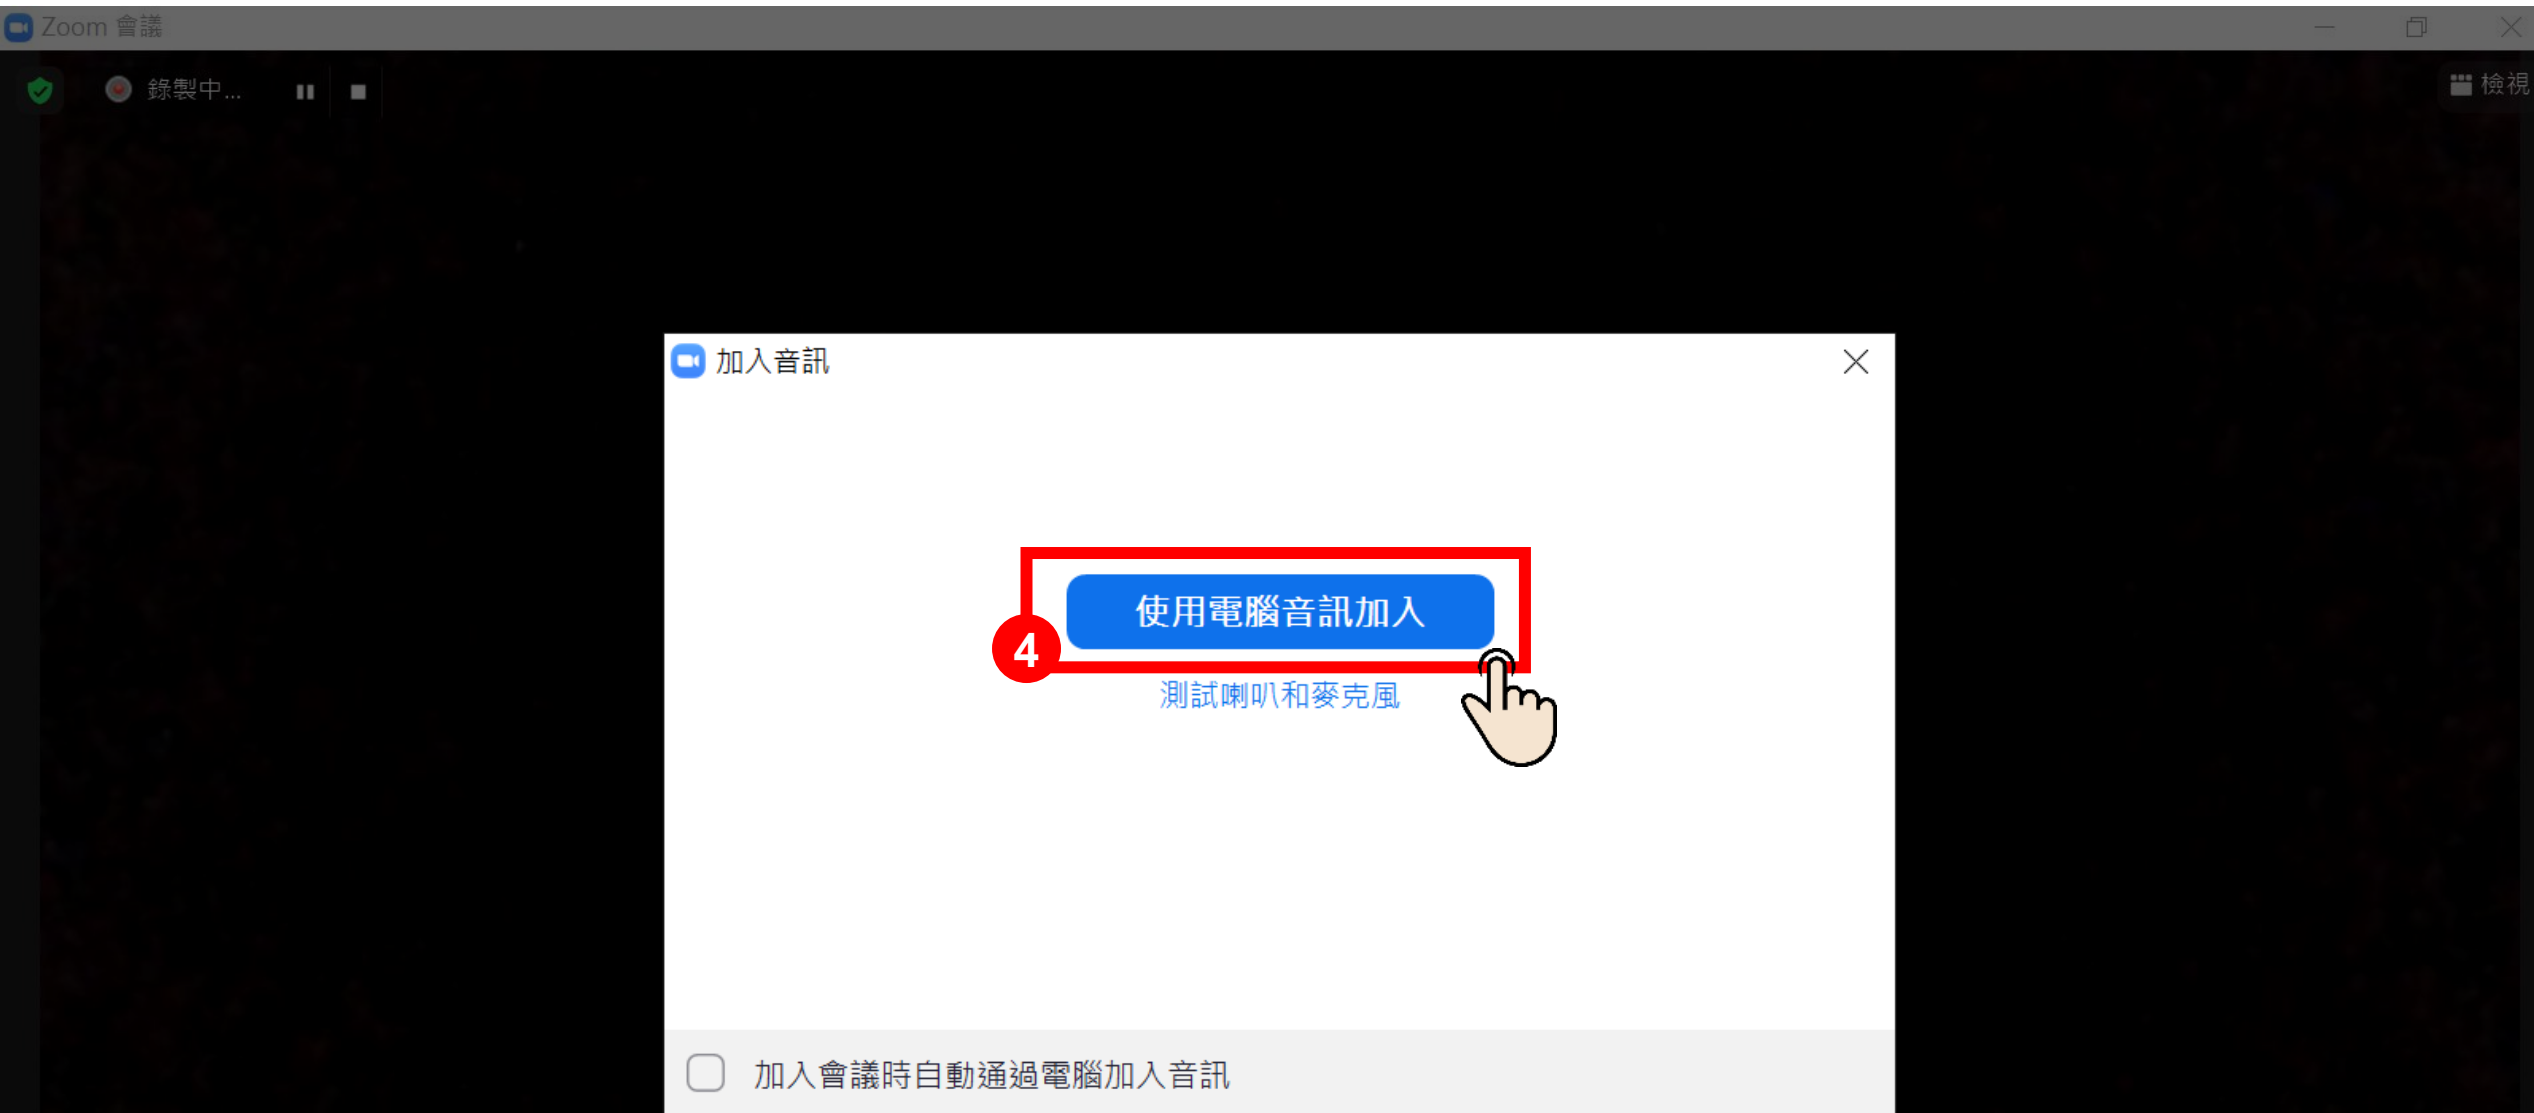 Zoom 會議
錄製中...
檢視
加入音訊
使用電腦音訊加入
4
測試喇叭和麥克風
加入會議時自動通過電腦加入音訊